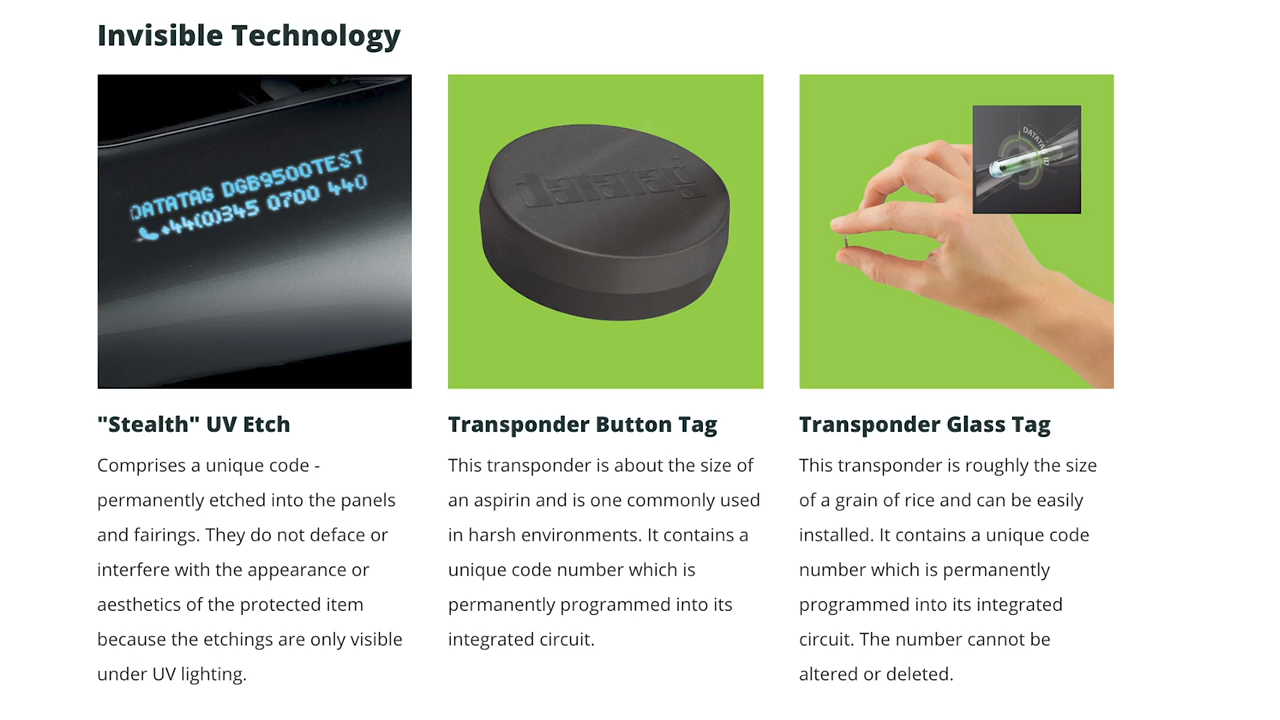 Invisible Technology
DATATAG DGB9500TEST
+44(0)345 0700 440
datatag
DATATAG ID
"Stealth" UV Etch
Comprises a unique code -
permanently etched into the panels
and fairings. They do not deface or
interfere with the appearance or
aesthetics of the protected item
because the etchings are only visible
under UV lighting.
Transponder Button Tag
This transponder is about the size of
an aspirin and is one commonly used
in harsh environments. It contains a
unique code number which is
permanently programmed into its
integrated circuit.
Transponder Glass Tag
This transponder is roughly the size
of a grain of rice and can be easily
installed. It contains a unique code
number which is permanently
programmed into its integrated
circuit. The number cannot be
altered or deleted.